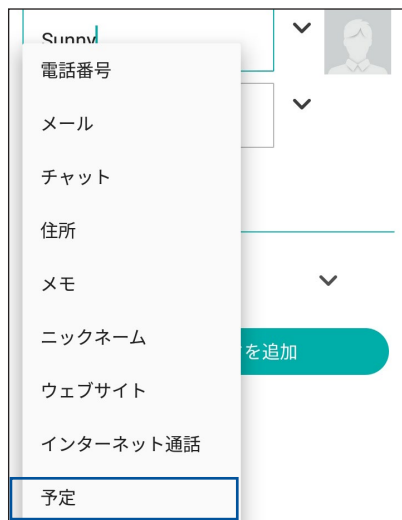 Sunny
電話番号
メール
チャット
住所
メモ
ニックネーム
を追加
ウェブサイト
インターネット通話
予定